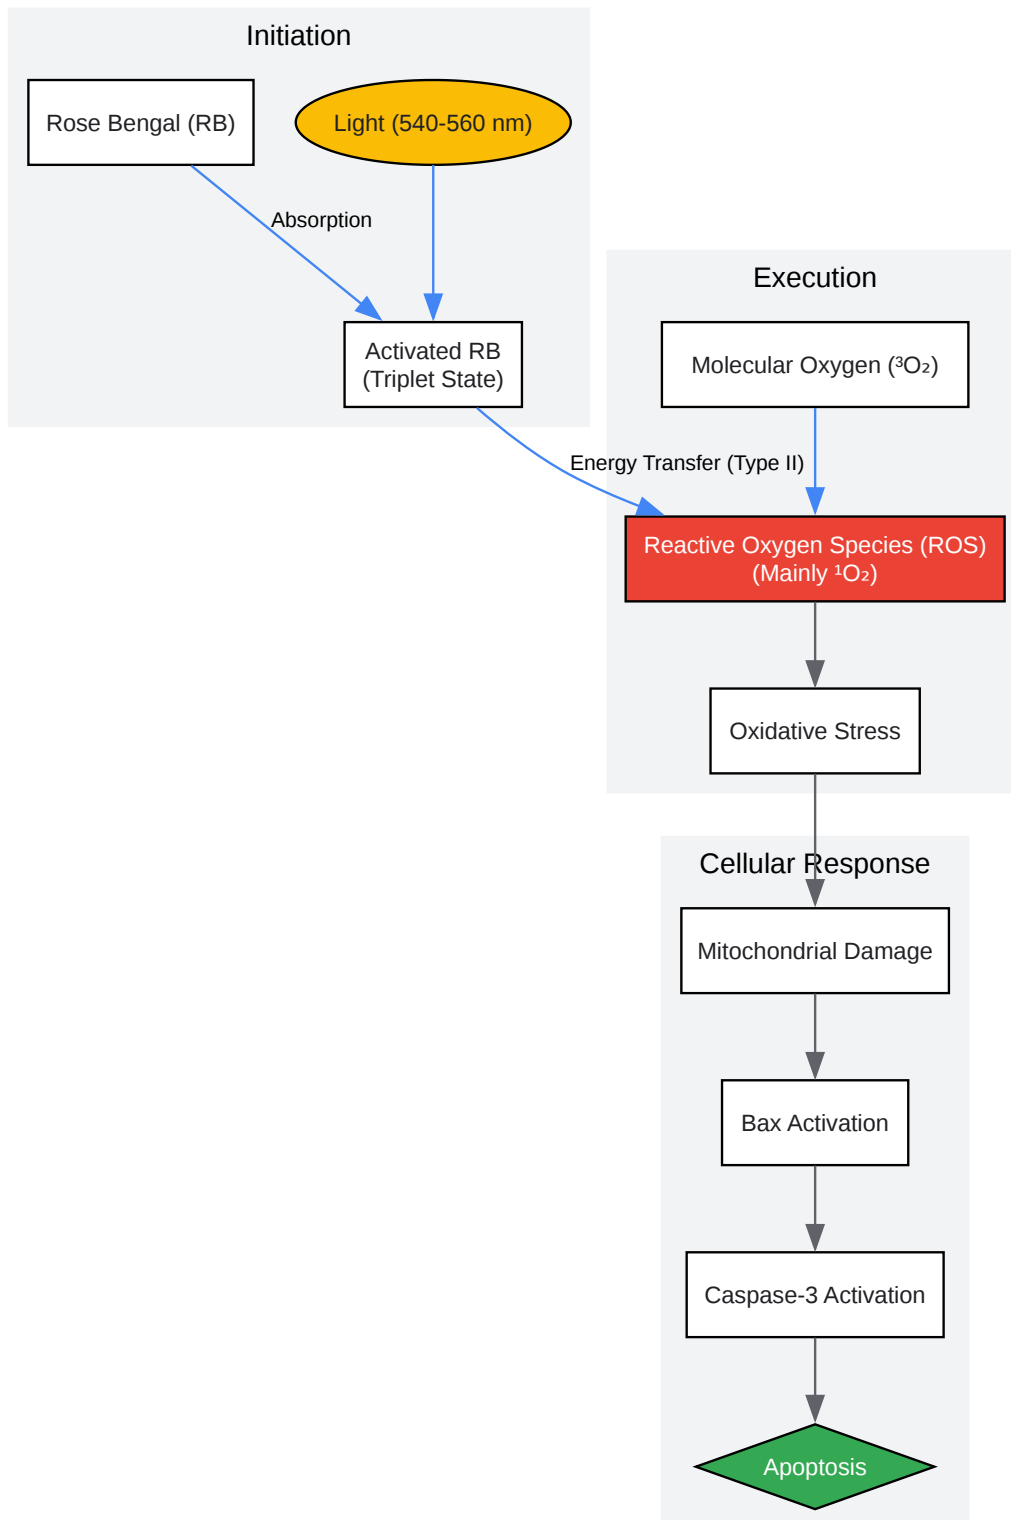 Initiation
Rose Bengal (RB)
Light (540-560 nm)
Absorption
Activated RB
(Triplet State)
Execution
Molecular Oxygen (³O₂)
Energy Transfer (Type II)
Reactive Oxygen Species (ROS)
(Mainly ¹O₂)
Oxidative Stress
Cellular Response
Mitochondrial Damage
Bax Activation
Caspase-3 Activation
Apoptosis